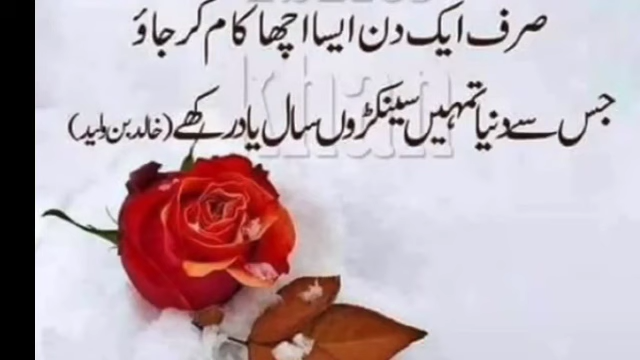 صرف ایک دن ایسا اچھا کام کر جاؤ
جس سے دنیا تمہیں سینکڑوں سال یاد رکھے (خالد بن ولید)
khan